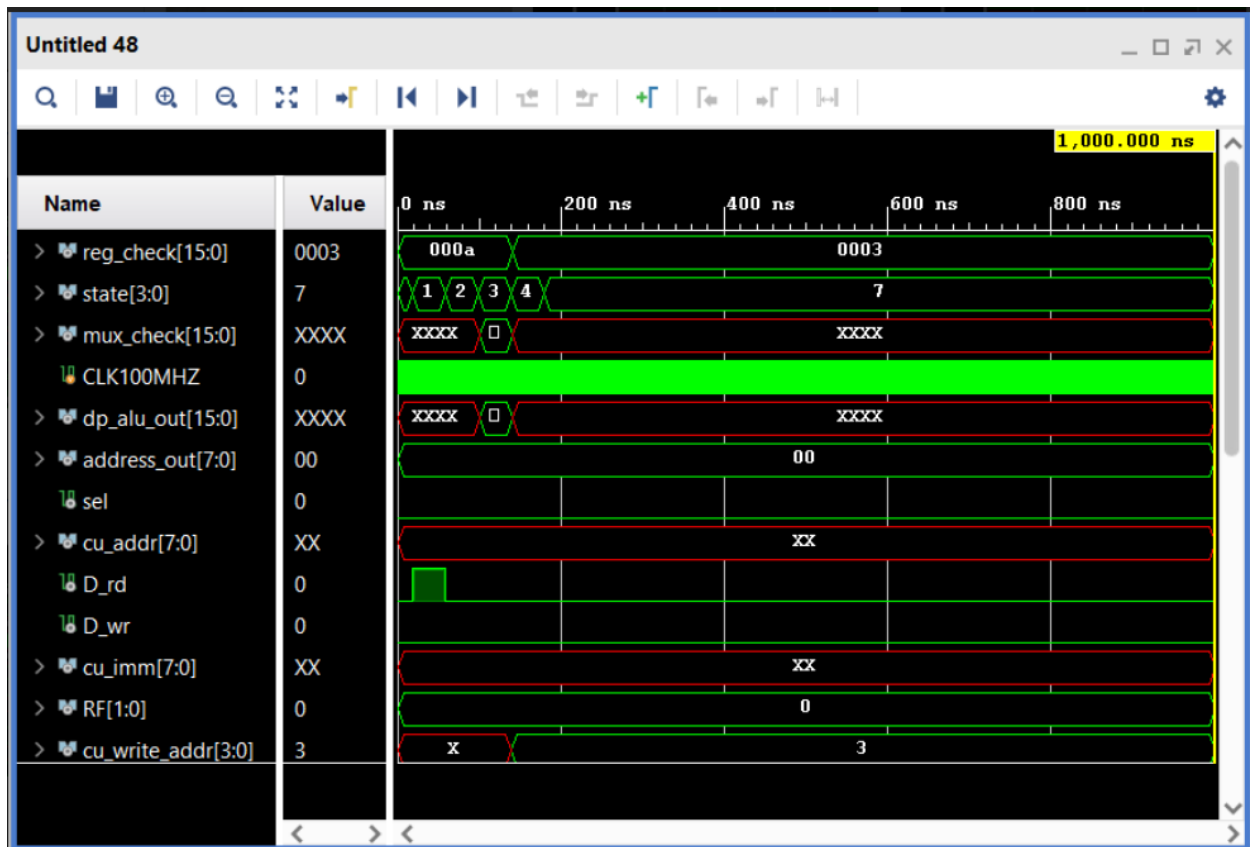 Untitled 48
1,000.000 ns
Name Value 0 ns 200 ns 400 ns 600 ns 800 ns
reg_check[15:0] 0003 000a 0003
state[3:0] 7 1 2 3 4 7
mux_check[15:0] XXXX XXXX XXXX
CLK100MHZ 0
dp_alu_out[15:0] XXXX XXXX XXXX
address_out[7:0] 00 00
sel 0
cu_addr[7:0] XX XX
D_rd 0
D_wr 0
cu_imm[7:0] XX XX
RF[1:0] 0 0
cu_write_addr[3:0] 3 X 3